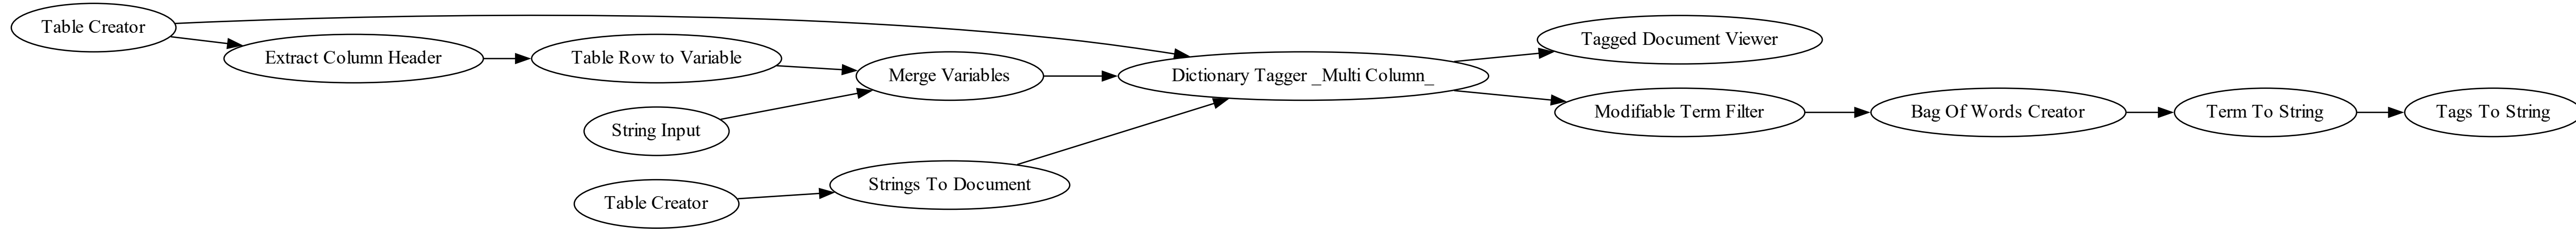 Table Creator
Extract Column Header
Table Row to Variable
String Input
Table Creator
Merge Variables
Strings To Document
Dictionary Tagger _Multi Column_
Tagged Document Viewer
Modifiable Term Filter
Bag Of Words Creator
Term To String
Tags To String